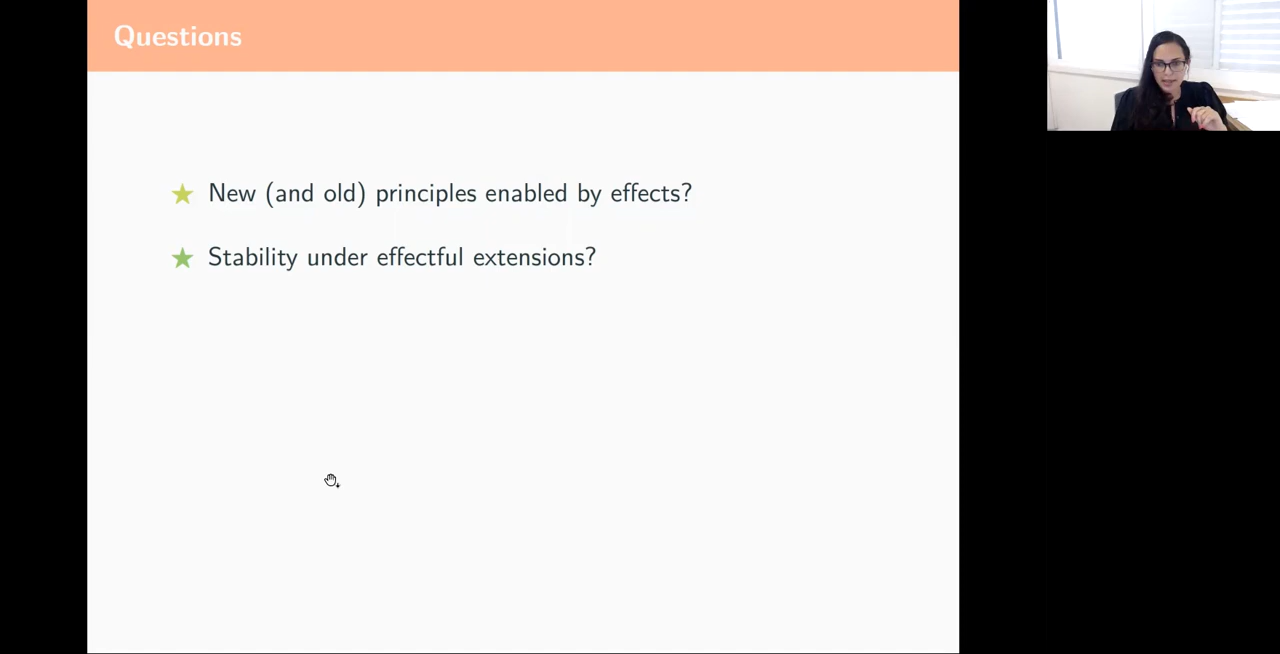 Questions
New (and old) principles enabled by effects?
Stability under effectful extensions?